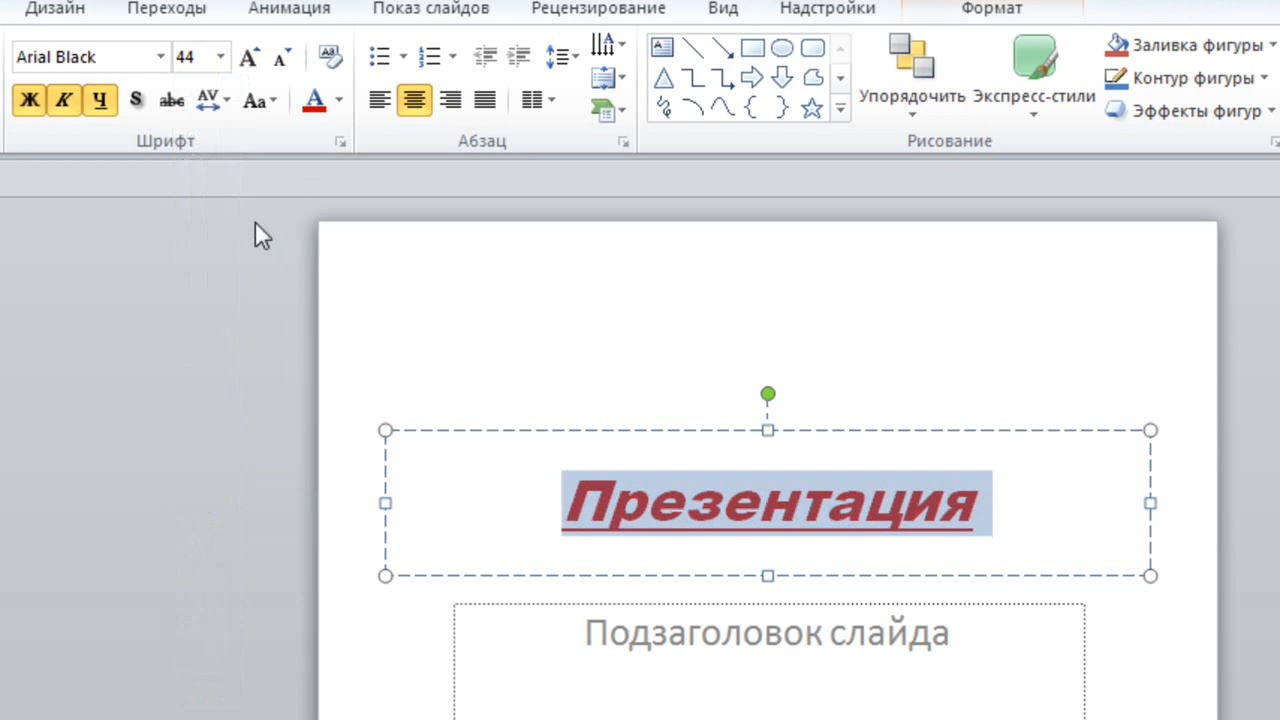 Дизайн Переходы Анимация Показ слайдов Рецензирование Вид Надстройки Формат
Arial Black 44
Заливка фигуры
Контур фигуры
Эффекты фигур
Ж К Ч S abc AV Aa А
Упорядочить Экспресс-стили
Шрифт Абзац Рисование
Презентация
Подзаголовок слайда